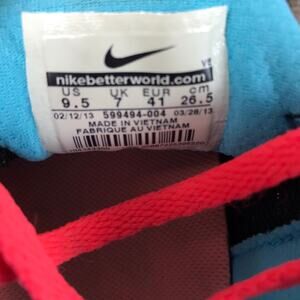 nikebetterworld.com
US UK EUR cm
9.5 7 41 26.5
02/12/13 599494-004 03/28/13
MADE IN VIETNAM
FABRIQUE AU VIETNAM